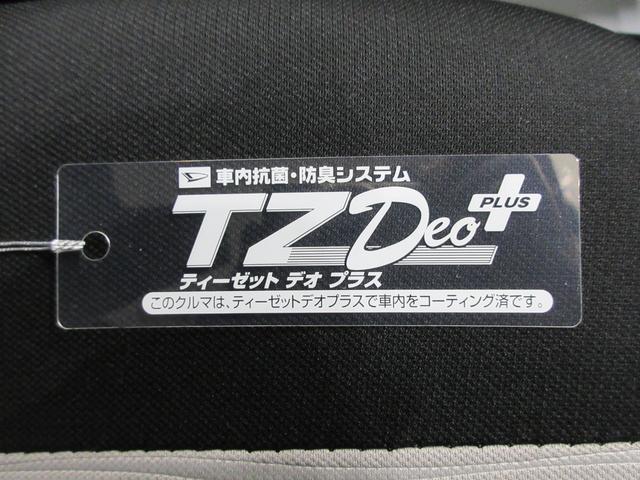 車内抗菌・防臭システム
TZ Deo
PLUS
ティーゼット デオ プラス
このクルマは、ティーゼットデオプラスで車内をコーティング済です。